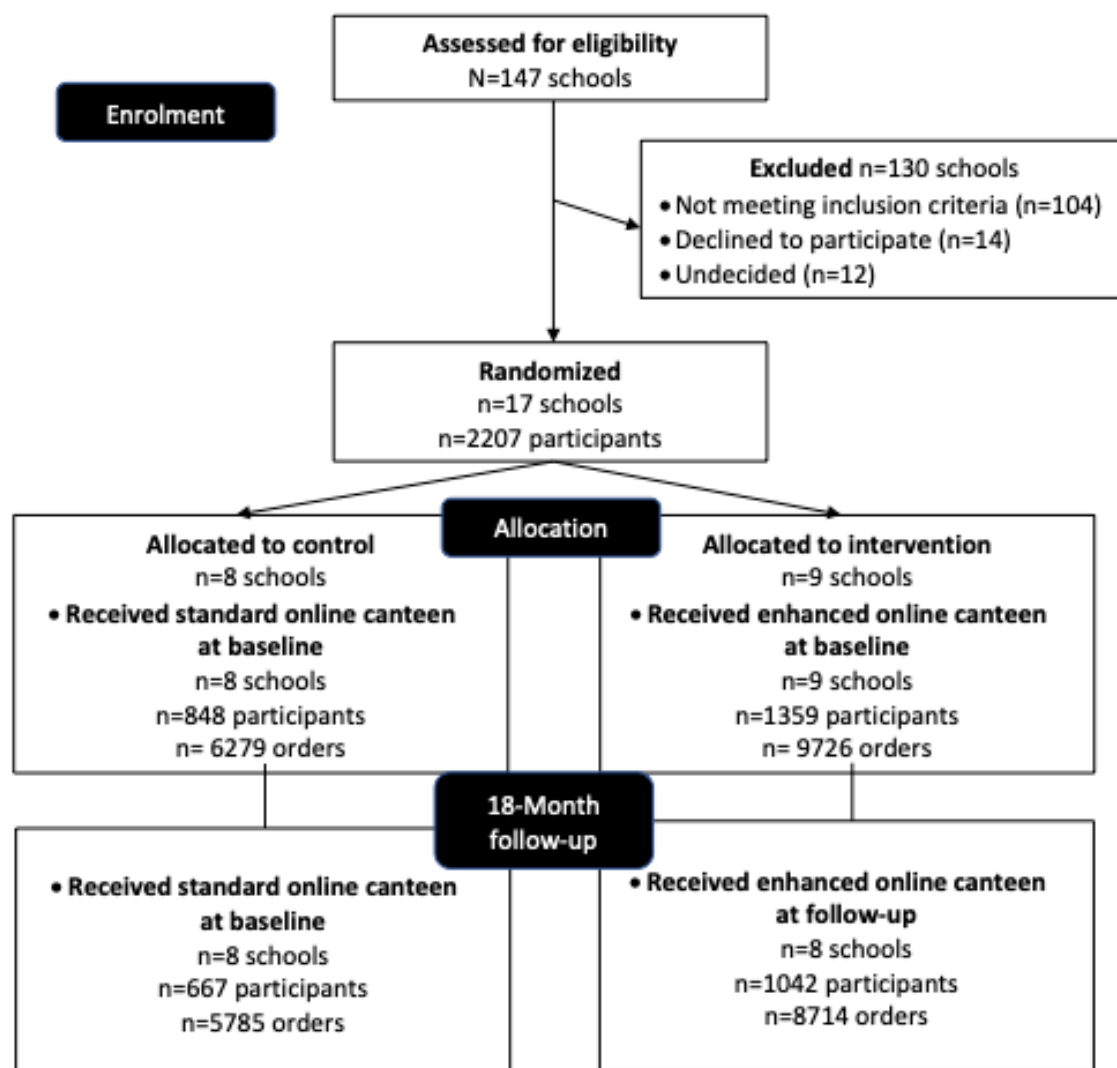 Assessed for eligibility
N=147 schools
Enrolment
Excluded n=130 schools
• Not meeting inclusion criteria (n=104)
• Declined to participate (n=14)
• Undecided (n=12)
Randomized
n=17 schools
n=2207 participants
Allocation
Allocated to control
n=8 schools
• Received standard online canteen
at baseline
n=8 schools
n=848 participants
n= 6279 orders
Allocated to intervention
n=9 schools
• Received enhanced online canteen
at baseline
n=9 schools
n=1359 participants
n= 9726 orders
18-Month
follow-up
• Received standard online canteen
at baseline
n=8 schools
n=667 participants
n=5785 orders
• Received enhanced online canteen
at follow-up
n=8 schools
n=1042 participants
n=8714 orders